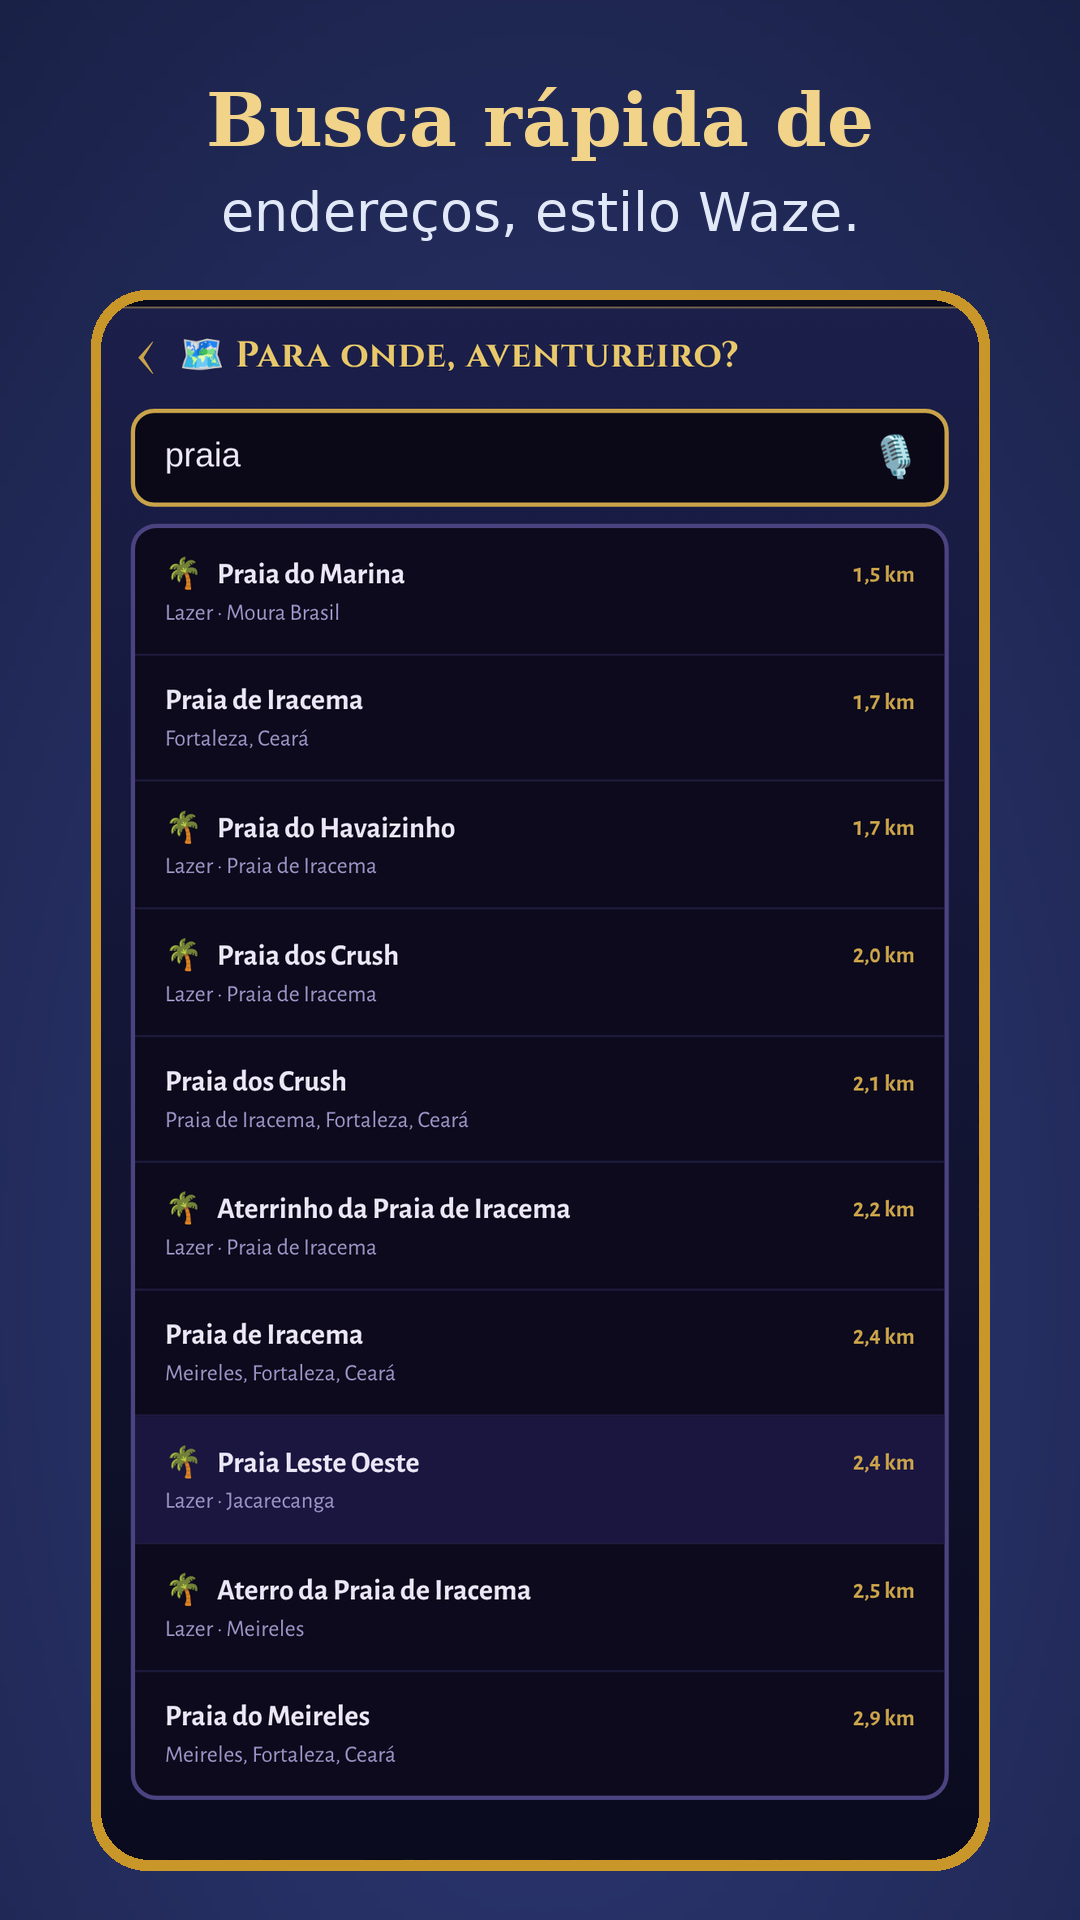 Busca rápida de
endereços, estilo Waze.
Para onde, aventureiro?
praia
Praia do Marina 1,5 km
Lazer · Moura Brasil
Praia de Iracema 1,7 km
Fortaleza, Ceará
Praia do Havaizinho 1,7 km
Lazer · Praia de Iracema
Praia dos Crush 2,0 km
Lazer · Praia de Iracema
Praia dos Crush 2,1 km
Praia de Iracema, Fortaleza, Ceará
Aterrinho da Praia de Iracema 2,2 km
Lazer · Praia de Iracema
Praia de Iracema 2,4 km
Meireles, Fortaleza, Ceará
Praia Leste Oeste 2,4 km
Lazer · Jacarecanga
Aterro da Praia de Iracema 2,5 km
Lazer · Meireles
Praia do Meireles 2,9 km
Meireles, Fortaleza, Ceará